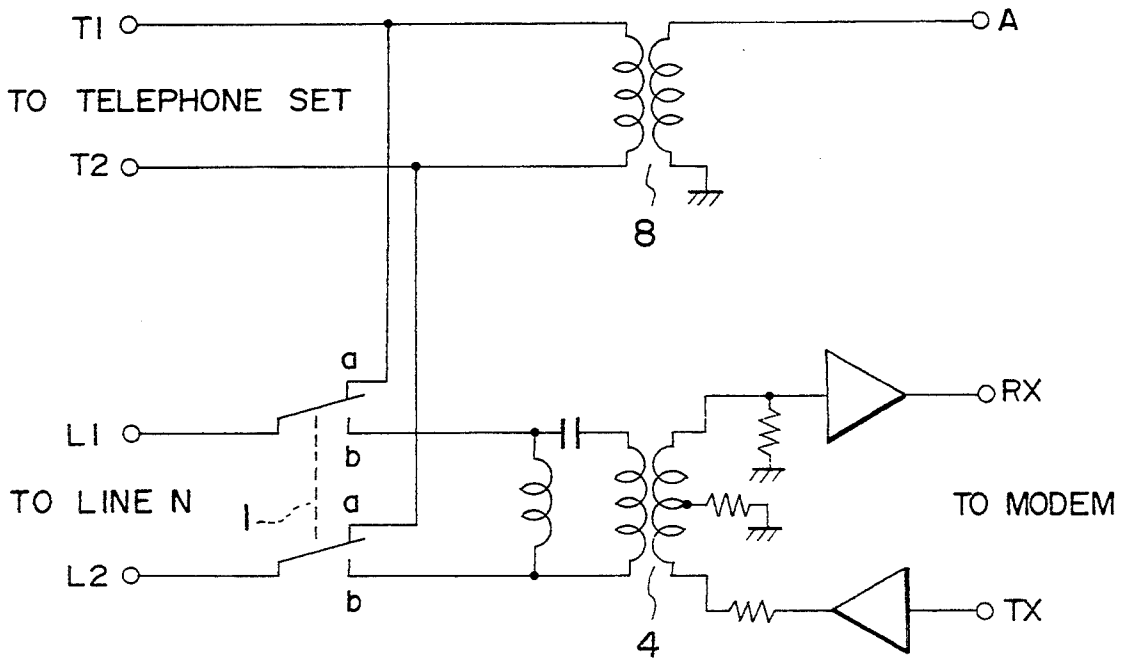 T1
A
TO TELEPHONE SET
T2
8
a
L1
b
RX
TO LINE N
a
1
TO MODEM
L2
b
TX
4